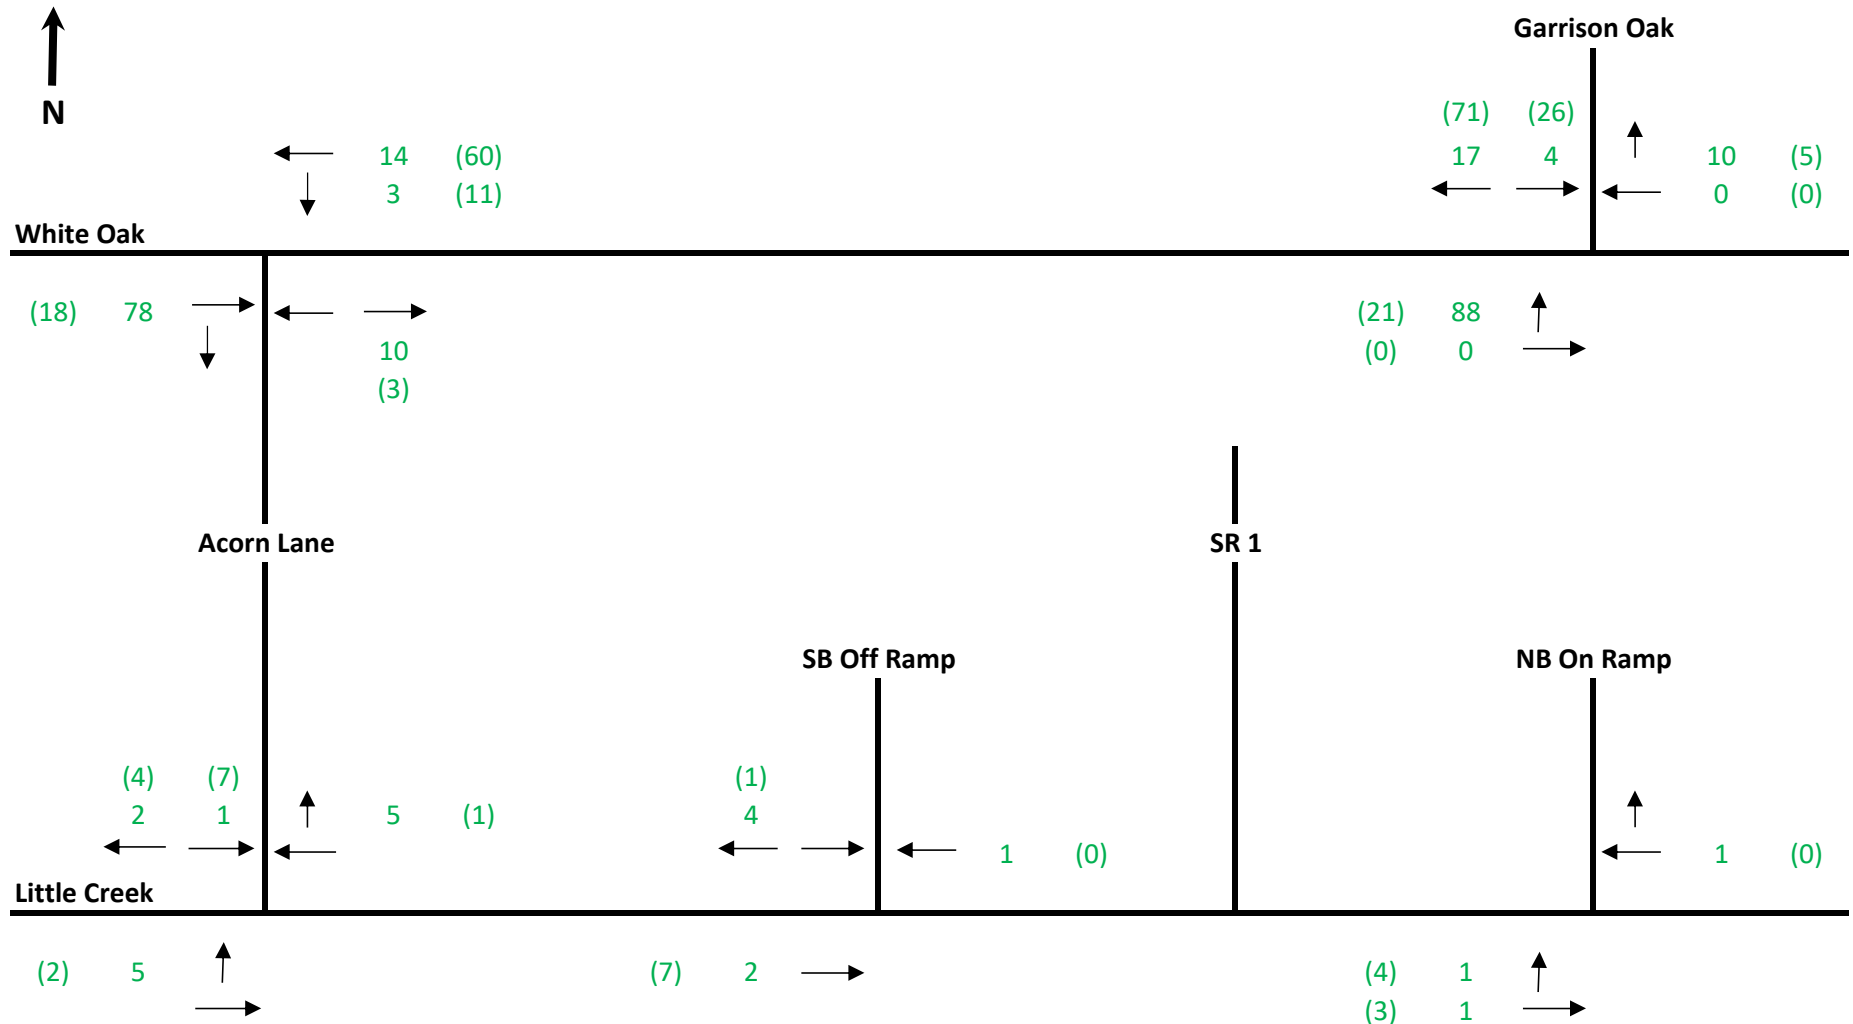 Garrison Oak
N
(71) (26)
14 (60)
17 4
10 (5)
3 (11)
0 (0)
White Oak
(18) 78
(21) 88
10
(0) 0
(3)
Acorn Lane
SR 1
SB Off Ramp
NB On Ramp
(4) (7)
(1)
2 1
5 (1)
4
1 (0)
1 (0)
Little Creek
(2) 5
(7) 2
(4) 1
(3) 1